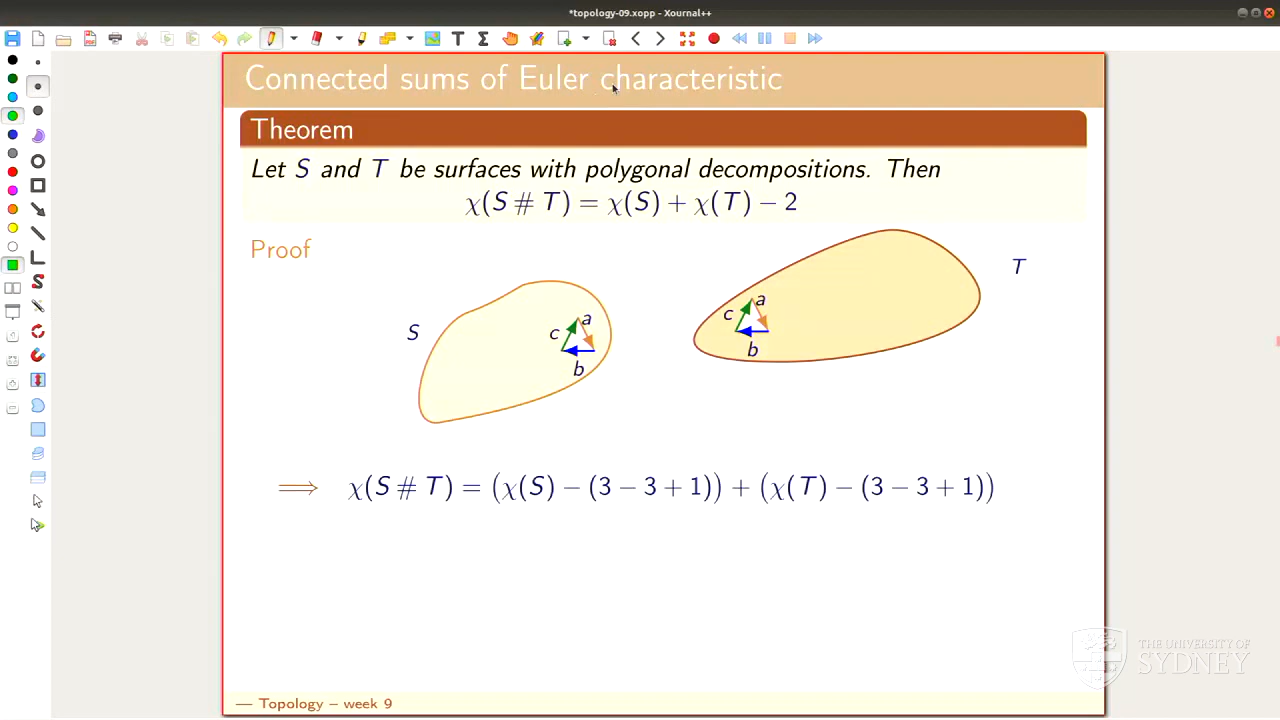 *topology-09.xopp - Xournal++
Connected sums of Euler characteristic
Theorem
Let S and T be surfaces with polygonal decompositions. Then
χ(S # T) = χ(S) + χ(T) − 2
Proof
S
c a
b
T
c a
b
⟹ χ(S # T) = (χ(S) − (3 − 3 + 1)) + (χ(T) − (3 − 3 + 1))
THE UNIVERSITY OF
SYDNEY
— Topology – week 9